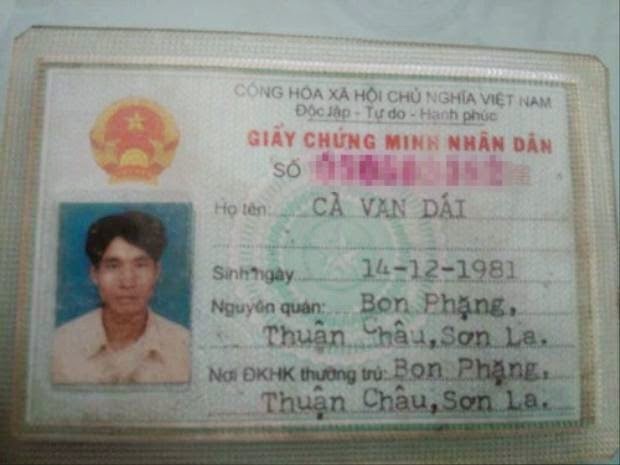 CỘNG HÒA XÃ HỘI CHỦ NGHĨA VIỆT NAM
Độc lập - Tự do - Hạnh phúc
GIẤY CHỨNG MINH NHÂN DÂN
SỐ
Họ tên: CÀ VĂN DÁI
Sinh ngày 14-12-1981
Nguyên quán: Bon Phặng,
Thuận Châu, Sơn La.
Nơi ĐKHK thường trú: Bon Phặng,
Thuận Châu, Sơn La.